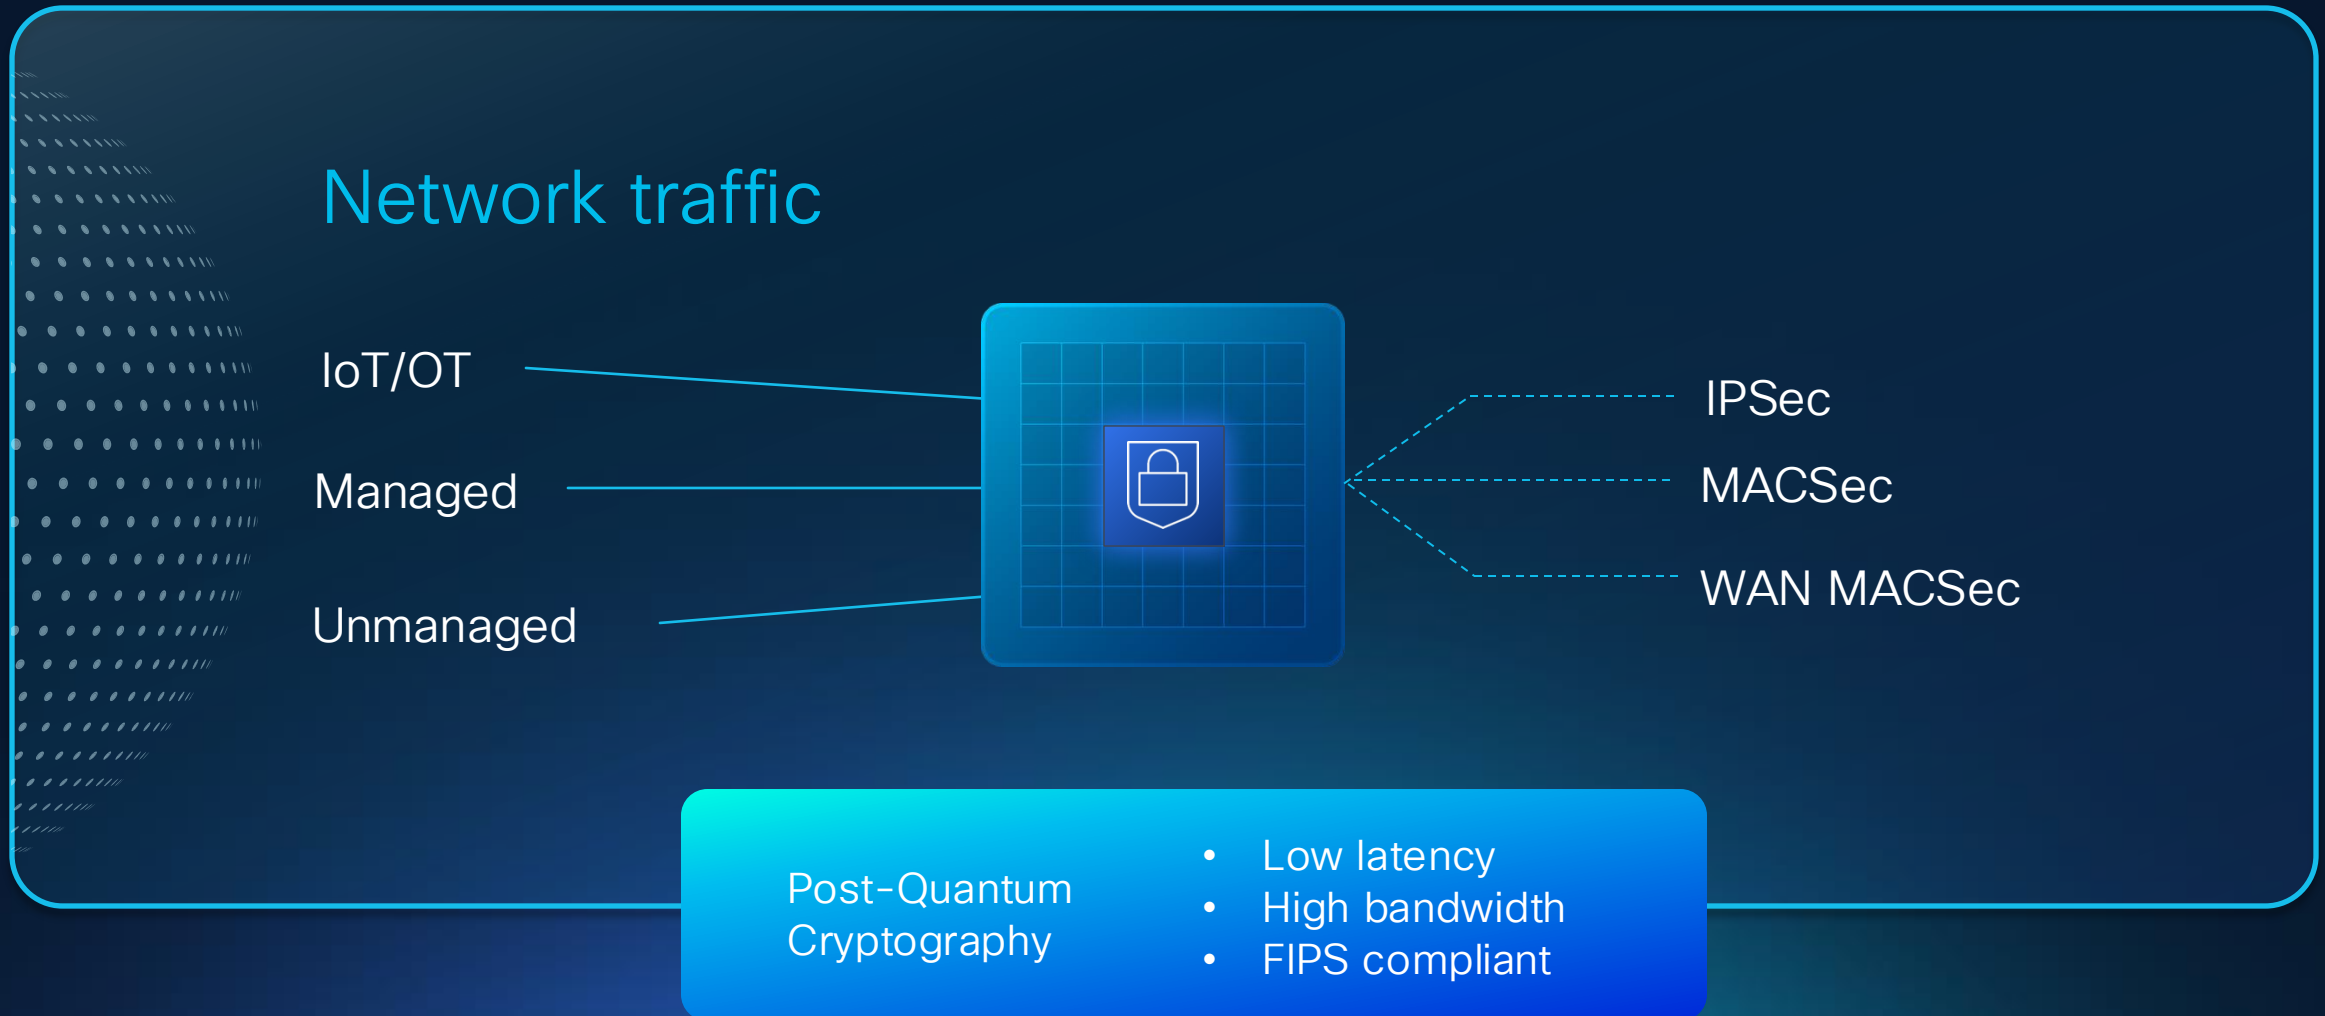 Network traffic
IoT/OT
Managed
Unmanaged
IPSec
MACSec
WAN MACSec
Post-Quantum
Cryptography
• Low latency
• High bandwidth
• FIPS compliant